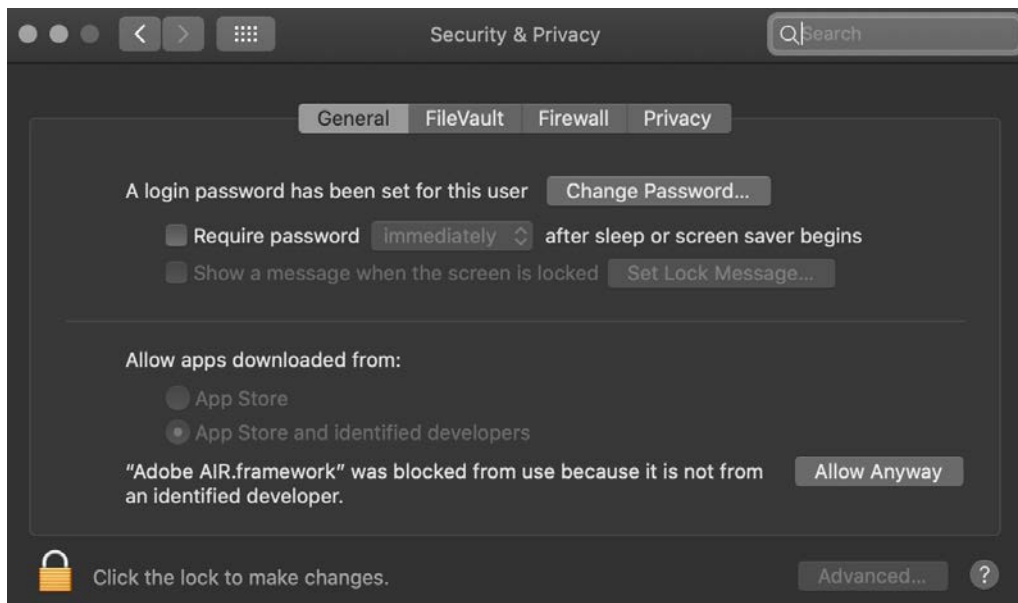 Security & Privacy
Search
General FileVault Firewall Privacy
A login password has been set for this user Change Password...
Require password immediately after sleep or screen saver begins
Show a message when the screen is locked Set Lock Message...
Allow apps downloaded from:
App Store
App Store and identified developers
“Adobe AIR.framework” was blocked from use because it is not from Allow Anyway
an identified developer.
Click the lock to make changes. Advanced... ?